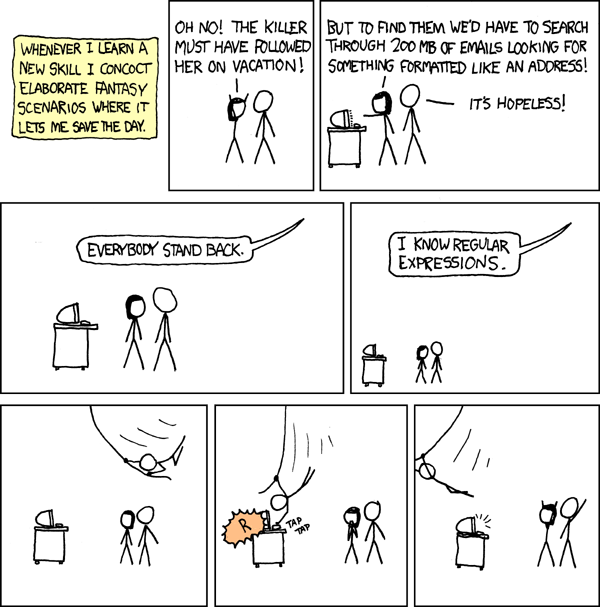 WHENEVER I LEARN A
NEW SKILL I CONCOCT
ELABORATE FANTASY
SCENARIOS WHERE IT
LETS ME SAVE THE DAY.
OH NO! THE KILLER
MUST HAVE FOLLOWED
HER ON VACATION!
BUT TO FIND THEM WE'D HAVE TO SEARCH
THROUGH 200 MB OF EMAILS LOOKING FOR
SOMETHING FORMATTED LIKE AN ADDRESS!
IT'S HOPELESS!
EVERYBODY STAND BACK.
I KNOW REGULAR
EXPRESSIONS.
R
TAP
TAP